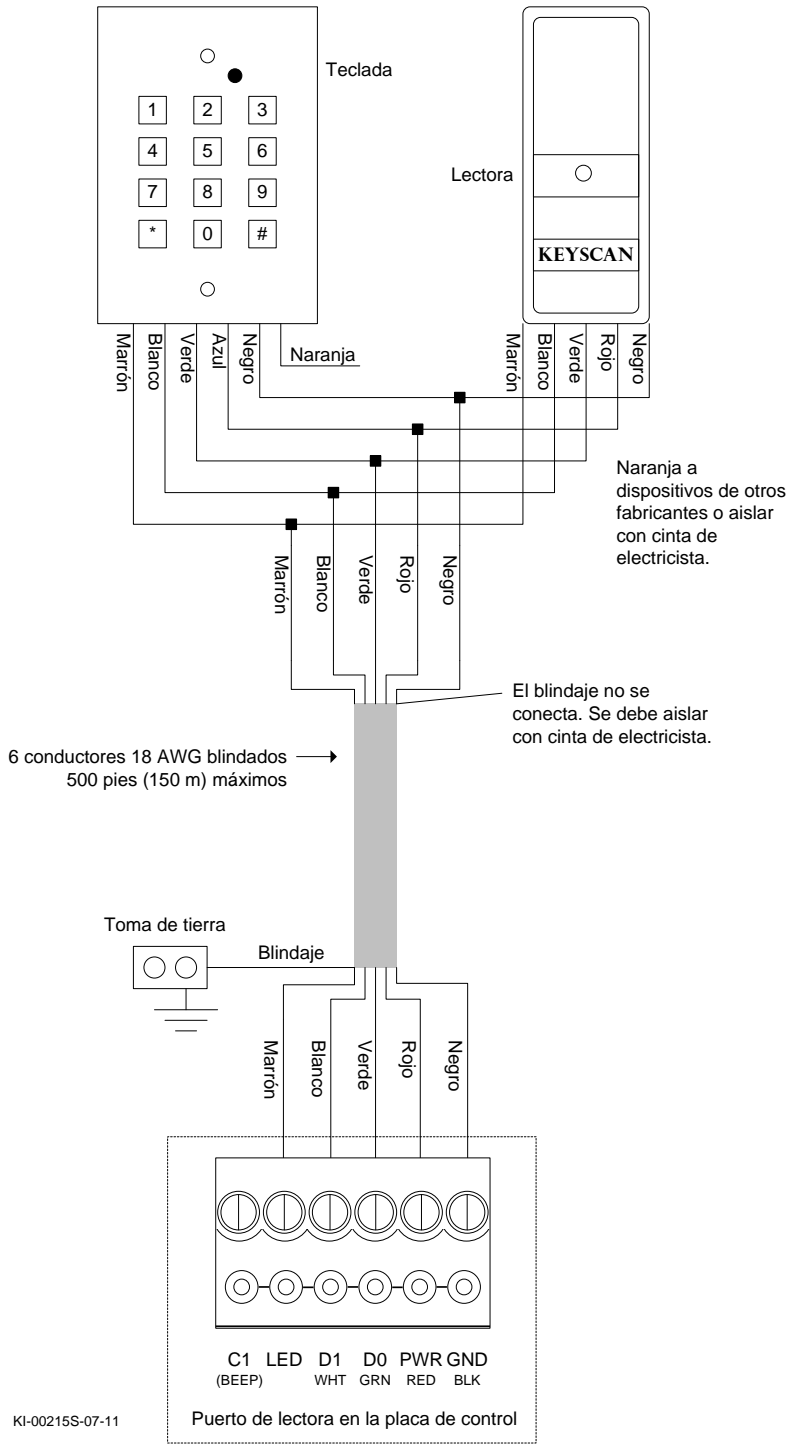 Teclada
1 2 3
4 5 6
7 8 9
* 0 #
Lectora
KEYSCAN
Marrón
Blanco
Verde
Azul
Negro
Naranja
Marrón
Blanco
Verde
Rojo
Negro
Naranja a
dispositivos de otros
fabricantes o aislar
con cinta de
electricista.
Marrón
Blanco
Verde
Rojo
Negro
El blindaje no se
conecta. Se debe aislar
con cinta de electricista.
6 conductores 18 AWG blindados
500 pies (150 m) máximos
Toma de tierra
Blindaje
Marrón
Blanco
Verde
Rojo
Negro
C1 LED D1 D0 PWR GND
(BEEP) WHT GRN RED BLK
Puerto de lectora en la placa de control
KI-00215S-07-11